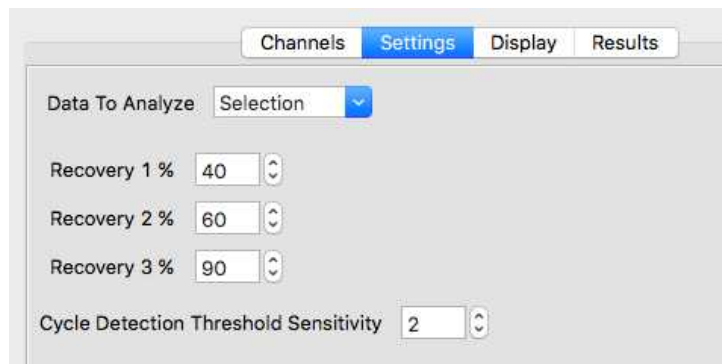 Channels Settings Display Results
Data To Analyze Selection
Recovery 1 % 40
Recovery 2 % 60
Recovery 3 % 90
Cycle Detection Threshold Sensitivity 2